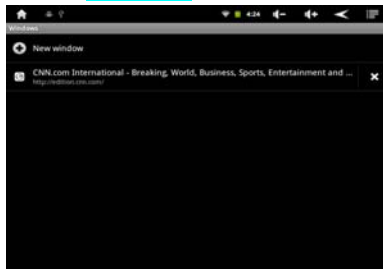 4:24
Windows
New window
CNN.com International - Breaking, World, Business, Sports, Entertainment and ...
http://edition.cnn.com/